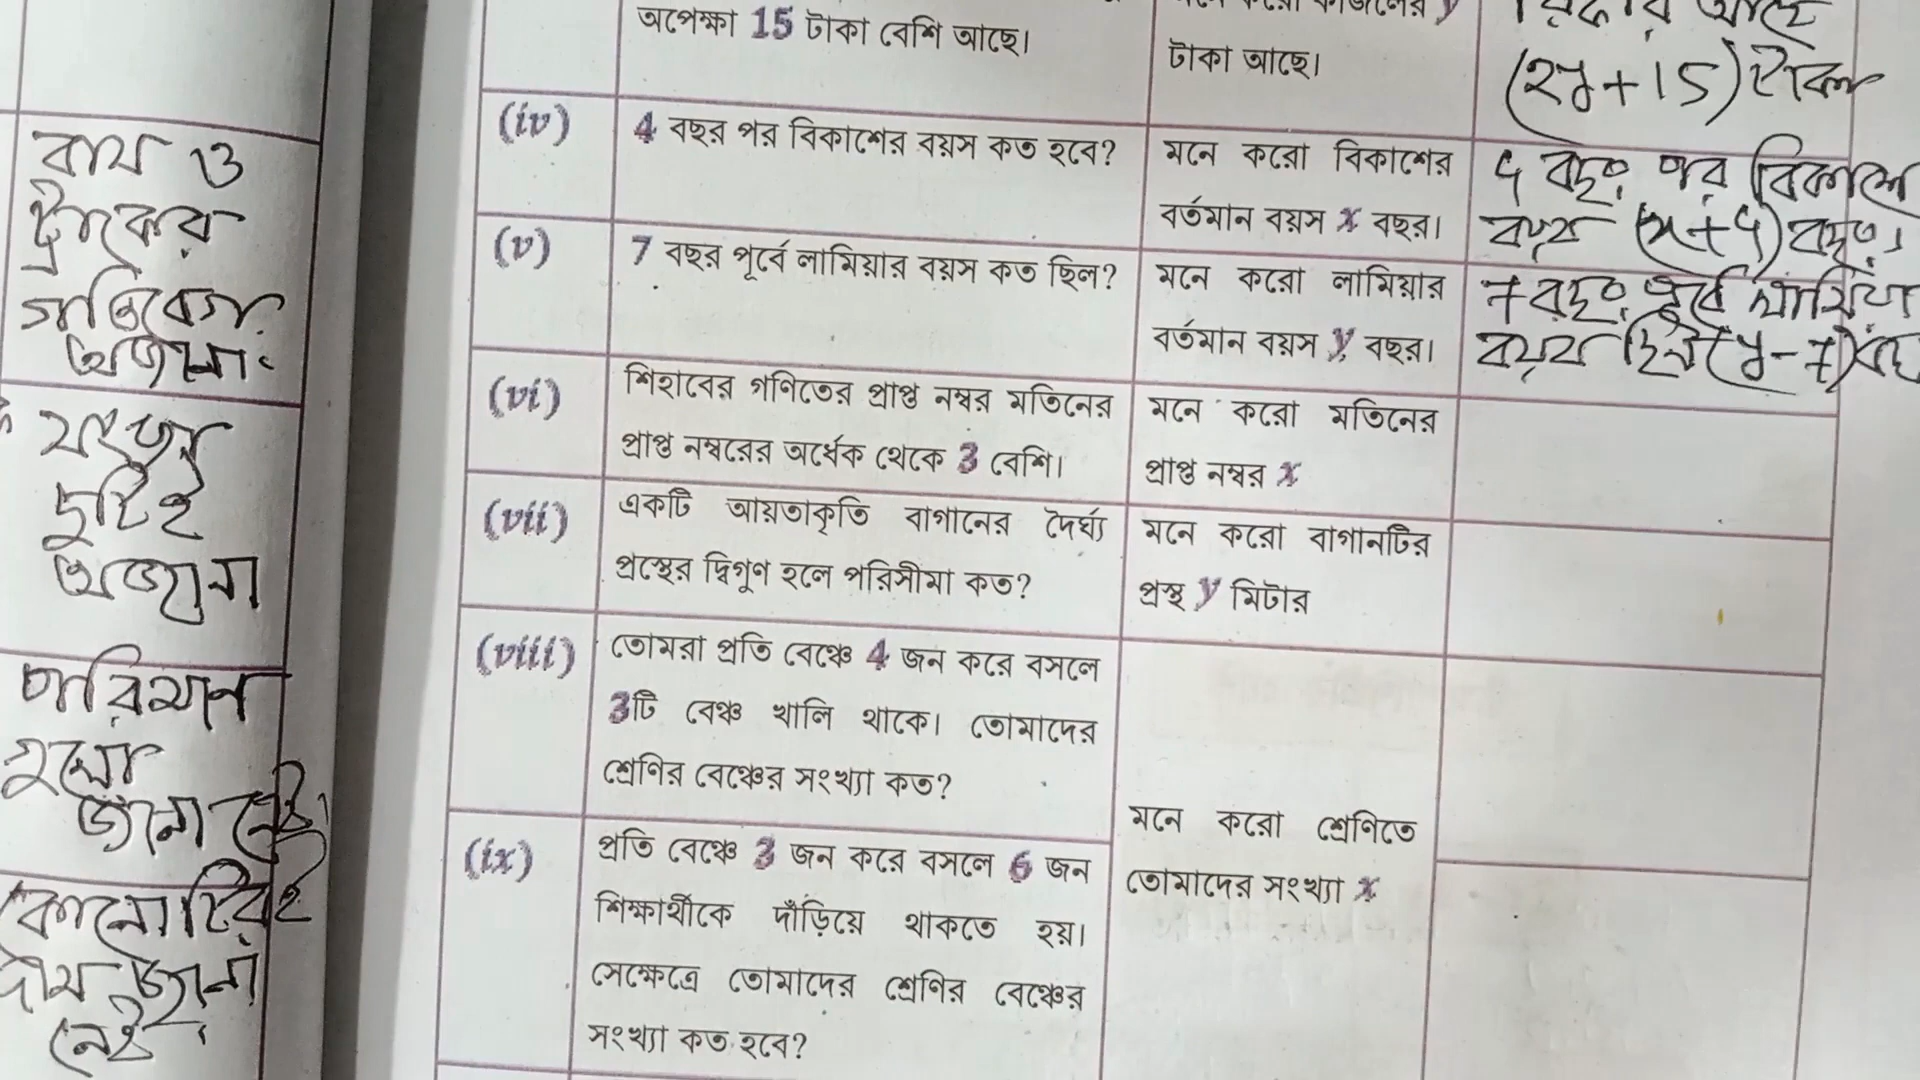 অপেক্ষা 15 টাকা বেশি আছে।
টাকা আছে।
(2y+15) টাকা
(iv)
4 বছর পর বিকাশের বয়স কত হবে?
মনে করো বিকাশের
বর্তমান বয়স x বছর।
৪ বছর পর বিকাশের
বয়স (x+4) বছর।
(v)
7 বছর পূর্বে লামিয়ার বয়স কত ছিল?
মনে করো লামিয়ার
বর্তমান বয়স y বছর।
7 বছর পূর্বে লামিয়া
বয়স ছিল (y-7)
(vi)
শিহাবের গণিতের প্রাপ্ত নম্বর মতিনের
প্রাপ্ত নম্বরের অর্ধেক থেকে 3 বেশি।
মনে করো মতিনের
প্রাপ্ত নম্বর x
(vii)
একটি আয়তাকৃতি বাগানের দৈর্ঘ্য
প্রস্থের দ্বিগুণ হলে পরিসীমা কত?
মনে করো বাগানটির
প্রস্থ y মিটার
(viii)
তোমরা প্রতি বেঞ্চে 4 জন করে বসলে
3টি বেঞ্চ খালি থাকে। তোমাদের
শ্রেণির বেঞ্চের সংখ্যা কত?
মনে করো শ্রেণিতে
তোমাদের সংখ্যা x
(ix)
প্রতি বেঞ্চে 3 জন করে বসলে 6 জন
শিক্ষার্থীকে দাঁড়িয়ে থাকতে হয়।
সেক্ষেত্রে তোমাদের শ্রেণির বেঞ্চের
সংখ্যা কত হবে?
বাস ও
ট্রাকের
গতিবেগ
অজানা
সংখ্যা
দুটিই
অজানা
পরিমান
গুলো
জানা নেই
কোনোটিরই
দাম জানা
নেই